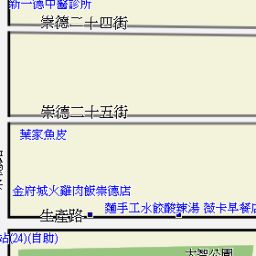 新一德中醫診所
崇德二十四街
崇德二十五街
葉家魚皮
金府城火雞肉飯崇德店
麵手工水餃酸辣湯 薇卡早餐店
生產路
站(24)(自助)
大智公園